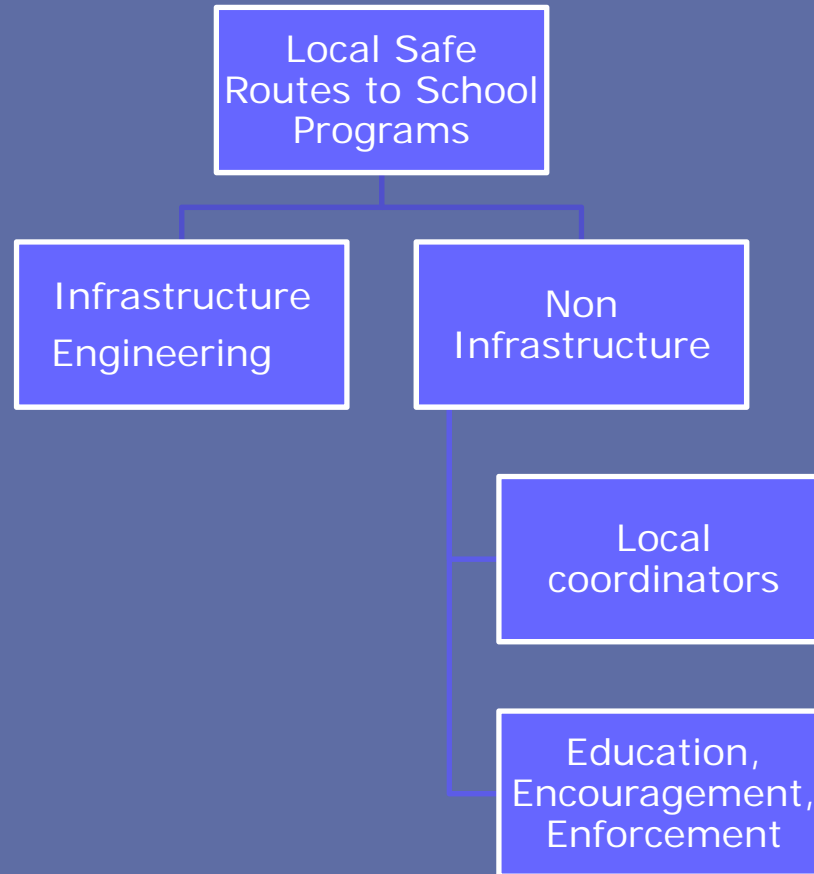 Local Safe
Routes to School
Programs
Infrastructure
Engineering
Non
Infrastructure
Local
coordinators
Education,
Encouragement,
Enforcement